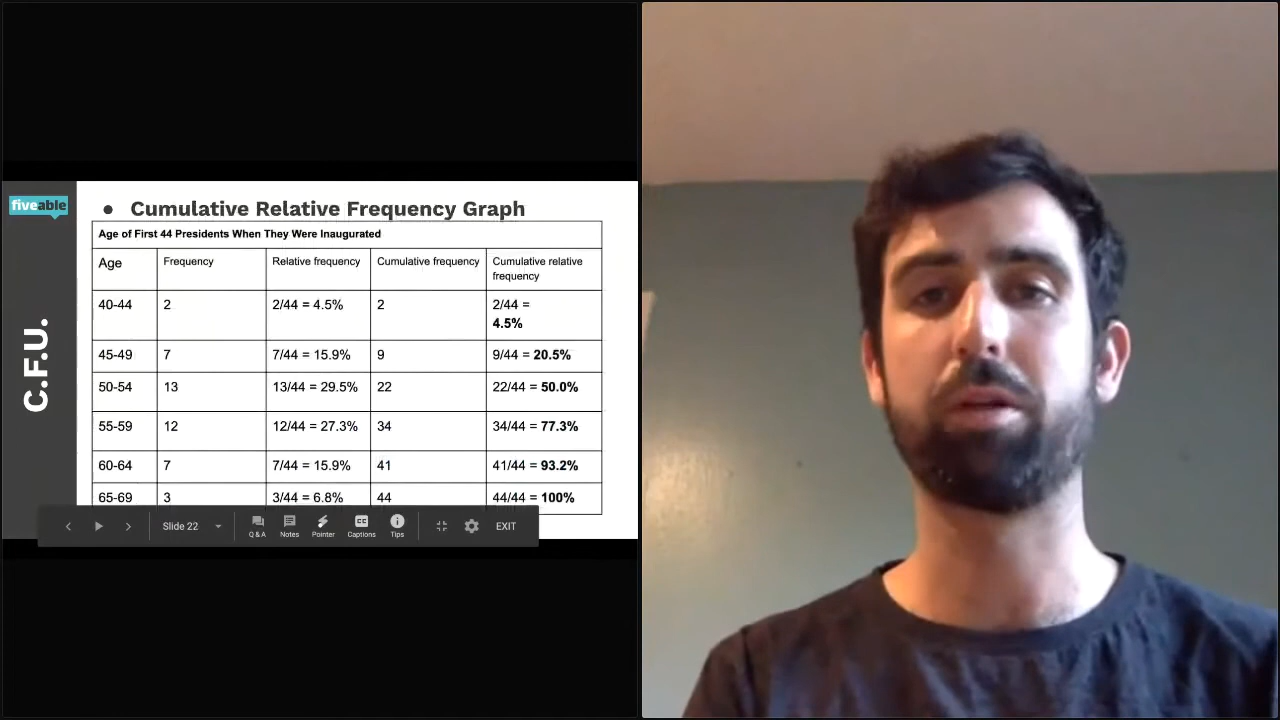 fiveable
C.F.U.
● Cumulative Relative Frequency Graph
Age of First 44 Presidents When They Were Inaugurated
Age Frequency Relative frequency Cumulative frequency Cumulative relative
frequency
40-44 2 2/44 = 4.5% 2 2/44 =
4.5%
45-49 7 7/44 = 15.9% 9 9/44 = 20.5%
50-54 13 13/44 = 29.5% 22 22/44 = 50.0%
55-59 12 12/44 = 27.3% 34 34/44 = 77.3%
60-64 7 7/44 = 15.9% 41 41/44 = 93.2%
65-69 3 3/44 = 6.8% 44 44/44 = 100%
Slide 22 Q&A Notes Pointer CC Captions Tips EXIT